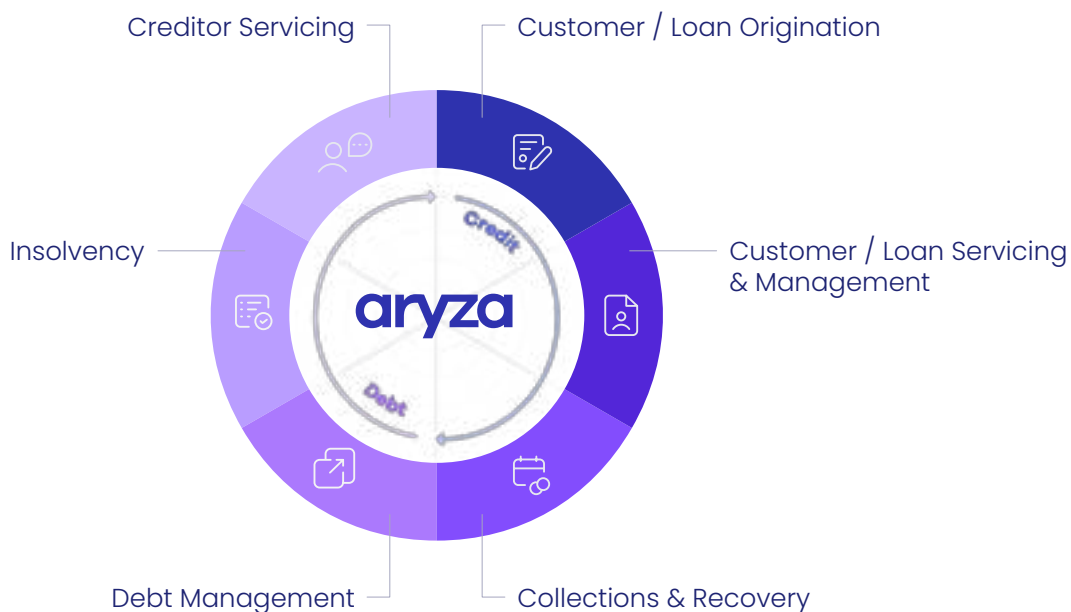 Creditor Servicing
Customer / Loan Origination
Credit
Insolvency
Customer / Loan Servicing
& Management
aryza
Debt
Debt Management
Collections & Recovery